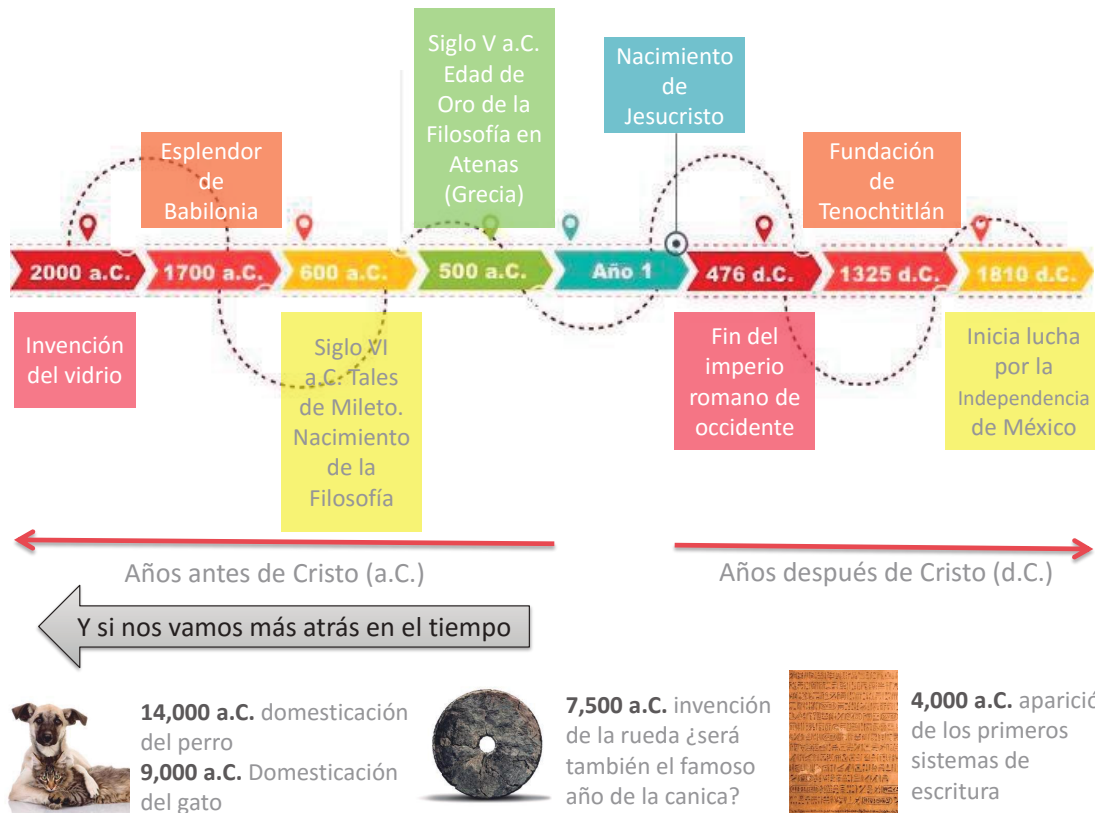 Siglo V a.C.
Edad de
Oro de la
Filosofía en
Atenas
(Grecia)
Nacimiento
de
Jesucristo
Esplendor
de
Babilonia
Fundación
de
Tenochtitlán
2000 a.C.
1700 a.C.
600 a.C.
500 a.C.
Año 1
476 d.C.
1325 d.C.
1810 d.C.
Invención
del vidrio
Siglo VI
a.C. Tales
de Mileto.
Nacimiento
de la
Filosofía
Fin del
imperio
romano de
occidente
Inicia lucha
por la
Independencia
de México
Años antes de Cristo (a.C.)
Años después de Cristo (d.C.)
Y si nos vamos más atrás en el tiempo
14,000 a.C. domesticación
del perro
9,000 a.C. Domesticación
del gato
7,500 a.C. invención
de la rueda ¿será
también el famoso
año de la canica?
4,000 a.C. aparició
de los primeros
sistemas de
escritura